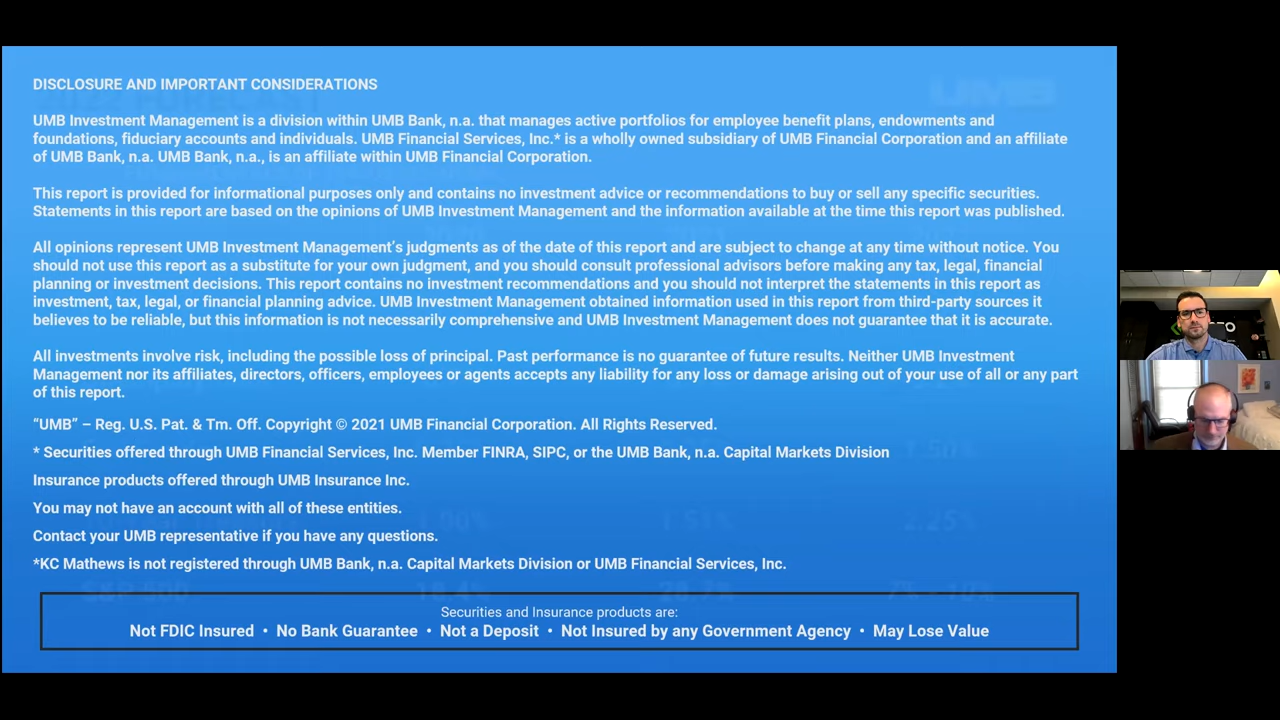 DISCLOSURE AND IMPORTANT CONSIDERATIONS
UMB Investment Management is a division within UMB Bank, n.a. that manages active portfolios for employee benefit plans, endowments and
foundations, fiduciary accounts and individuals. UMB Financial Services, Inc.* is a wholly owned subsidiary of UMB Financial Corporation and an affiliate
of UMB Bank, n.a. UMB Bank, n.a., is an affiliate within UMB Financial Corporation.
This report is provided for informational purposes only and contains no investment advice or recommendations to buy or sell any specific securities.
Statements in this report are based on the opinions of UMB Investment Management and the information available at the time this report was published.
All opinions represent UMB Investment Management’s judgments as of the date of this report and are subject to change at any time without notice. You
should not use this report as a substitute for your own judgment, and you should consult professional advisors before making any tax, legal, financial
planning or investment decisions. This report contains no investment recommendations and you should not interpret the statements in this report as
investment, tax, legal, or financial planning advice. UMB Investment Management obtained information used in this report from third-party sources it
believes to be reliable, but this information is not necessarily comprehensive and UMB Investment Management does not guarantee that it is accurate.
All investments involve risk, including the possible loss of principal. Past performance is no guarantee of future results. Neither UMB Investment
Management nor its affiliates, directors, officers, employees or agents accepts any liability for any loss or damage arising out of your use of all or any part
of this report.
“UMB” – Reg. U.S. Pat. & Tm. Off. Copyright © 2021 UMB Financial Corporation. All Rights Reserved.
* Securities offered through UMB Financial Services, Inc. Member FINRA, SIPC, or the UMB Bank, n.a. Capital Markets Division
Insurance products offered through UMB Insurance Inc.
You may not have an account with all of these entities.
Contact your UMB representative if you have any questions.
*KC Mathews is not registered through UMB Bank, n.a. Capital Markets Division or UMB Financial Services, Inc.
Securities and Insurance products are:
Not FDIC Insured • No Bank Guarantee • Not a Deposit • Not Insured by any Government Agency • May Lose Value